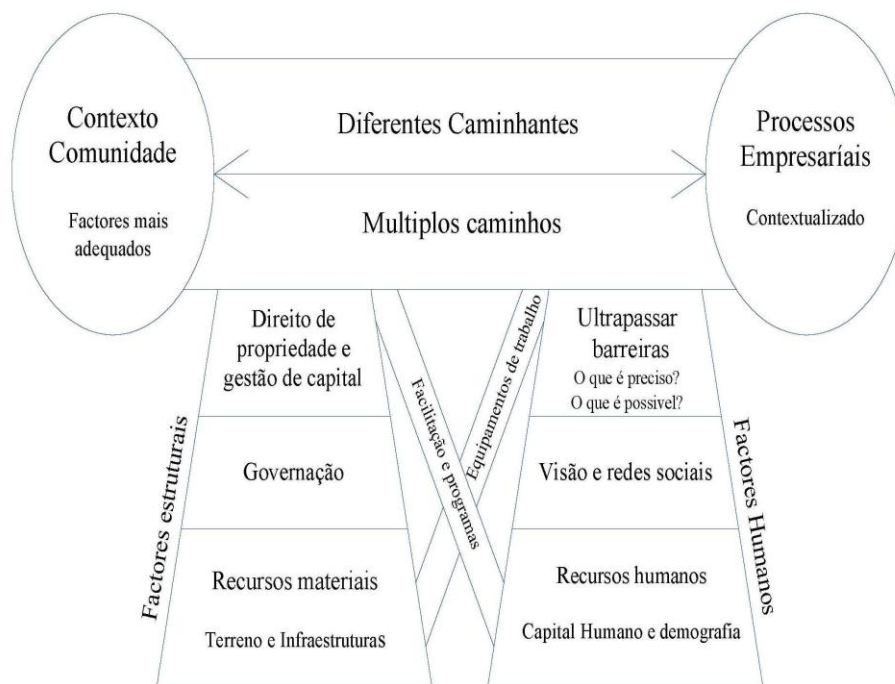 Contexto
Comunidade
Factores mais
adequados
Diferentes Caminhantes
Multiplos caminhos
Processos
Empresaríais
Contextualizado
Factores estruturais
Direito de
propriedade e
gestão de capital
Governação
Recursos materiais
Terreno e Infraestruturas
Facilitação e programas
Equipamentos de trabalho
Ultrapassar
barreiras
O que é preciso?
O que é possivel?
Visão e redes sociais
Recursos humanos
Capital Humano e demografia
Factores Humanos